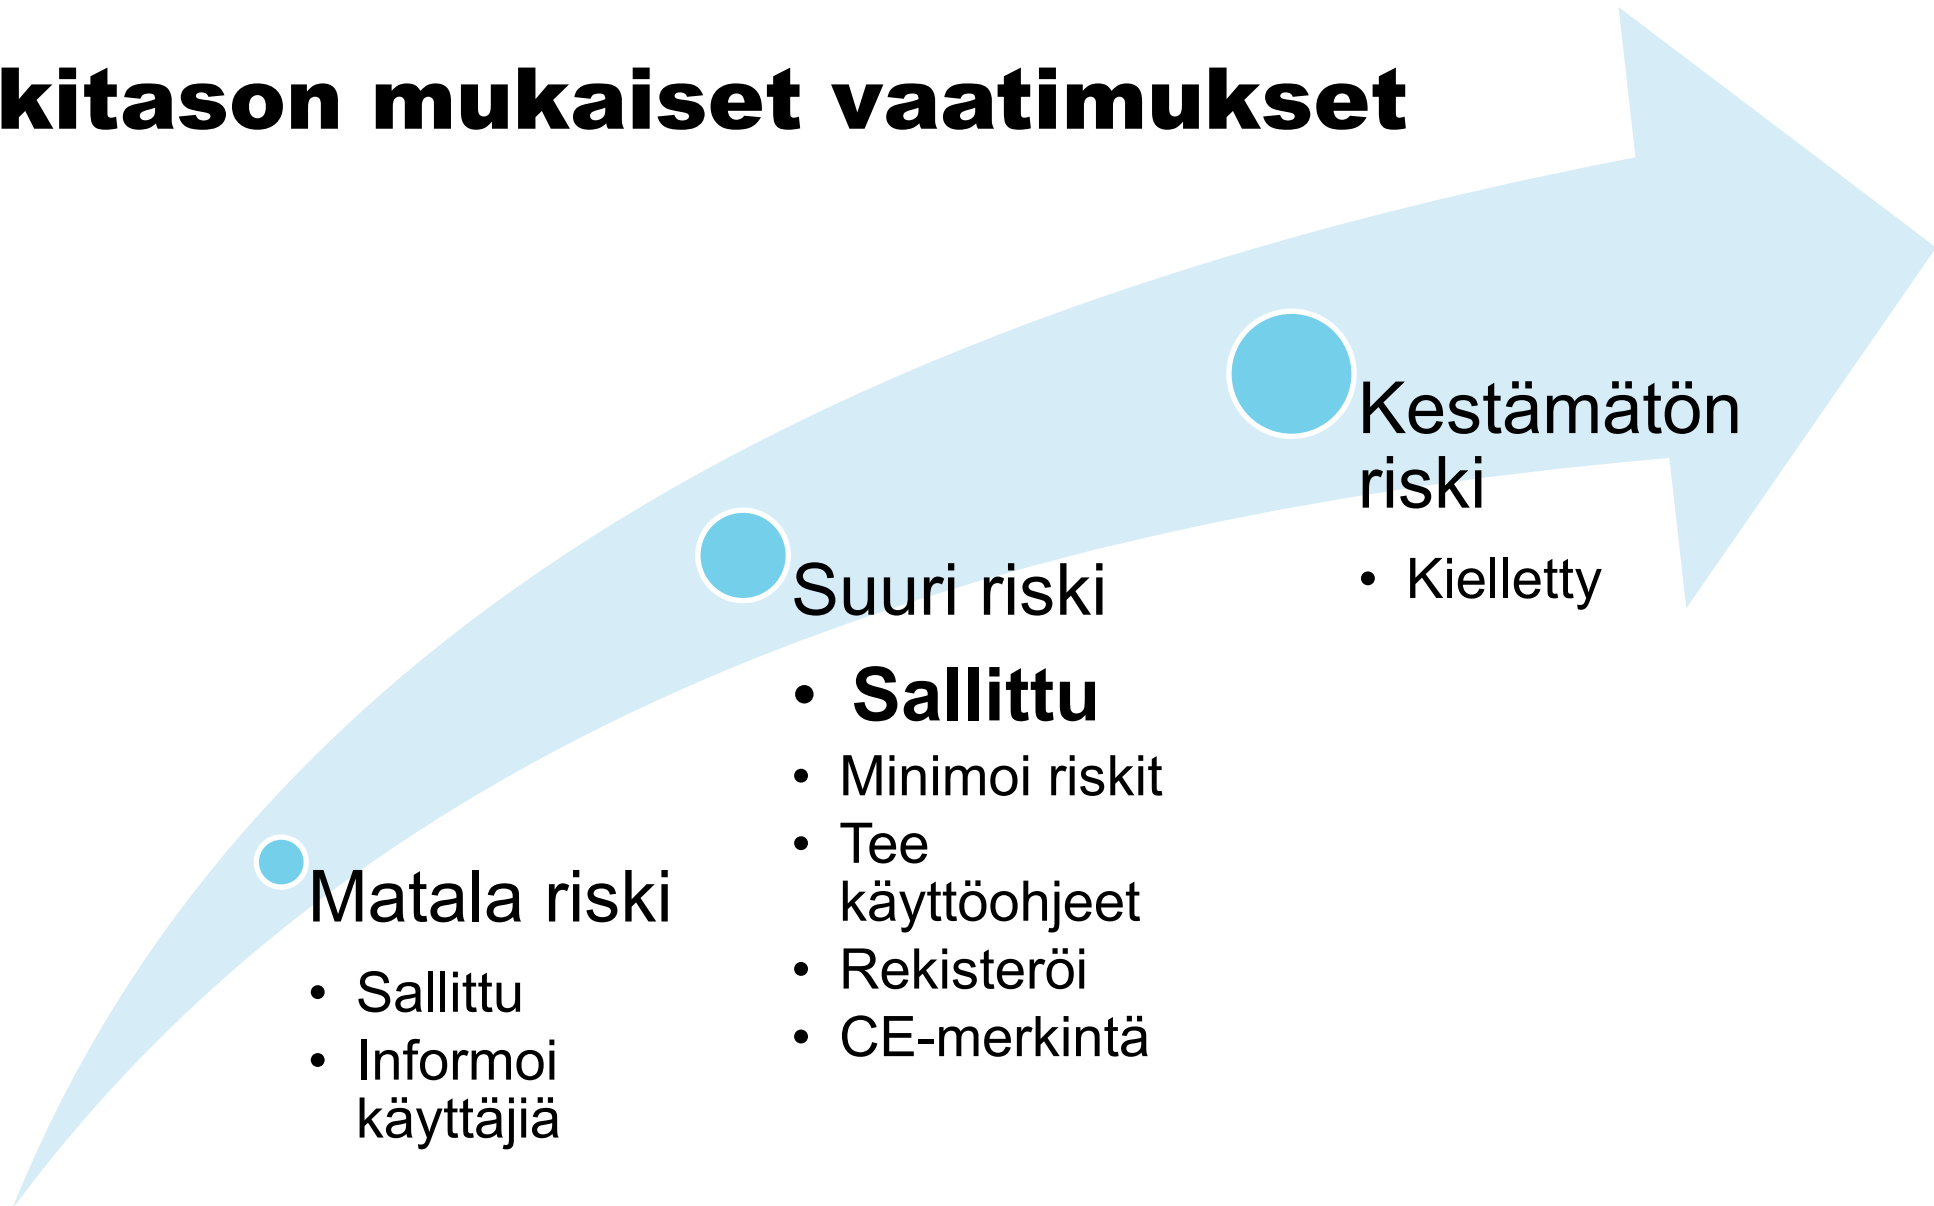 kitason mukaiset vaatimukset
Matala riski
• Sallittu
• Informoi
käyttäjiä
Suuri riski
• Sallittu
• Minimoi riskit
• Tee
käyttöohjeet
• Rekisteröi
• CE-merkintä
Kestämätön
riski
• Kielletty